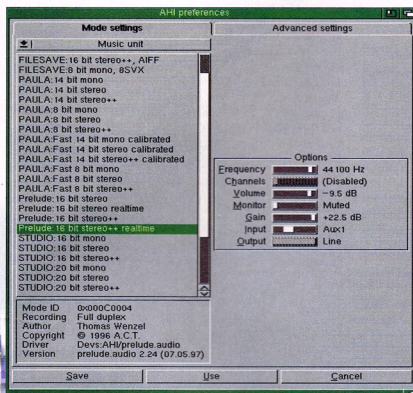 AHI preferences
Mode settings
Advanced settings
Music unit
FILESAVE:16 bit stereo++, AIFF
FILESAVE:8 bit mono, 8SVX
PAULA:14 bit mono
PAULA:14 bit stereo
PAULA:14 bit stereo++
PAULA:8 bit mono
PAULA:8 bit stereo
PAULA:8 bit stereo++
PAULA:Fast 14 bit mono calibrated
PAULA:Fast 14 bit stereo calibrated
PAULA:Fast 14 bit stereo++ calibrated
PAULA:Fast 8 bit mono
PAULA:Fast 8 bit stereo
PAULA:Fast 8 bit stereo++
Prelude:16 bit stereo
Prelude:16 bit stereo realtime
Prelude:16 bit stereo++
Prelude:16 bit stereo++ realtime
STUDIO:16 bit mono
STUDIO:16 bit stereo
STUDIO:16 bit stereo++
STUDIO:20 bit mono
STUDIO:20 bit stereo
STUDIO:20 bit stereo++
Options
Frequency 44100 Hz
Channels (Disabled)
Volume -9.5 dB
Monitor Muted
Gain +22.5 dB
Input Aux1
Output Line
Mode ID 0x000C0004
Recording Full duplex
Author Thomas Wenzel
Copyright © 1996 A.C.T.
Driver Devs:AHI/prelude.audio
Version prelude.audio 2.24 (07.05.97)
Save
Use
Cancel